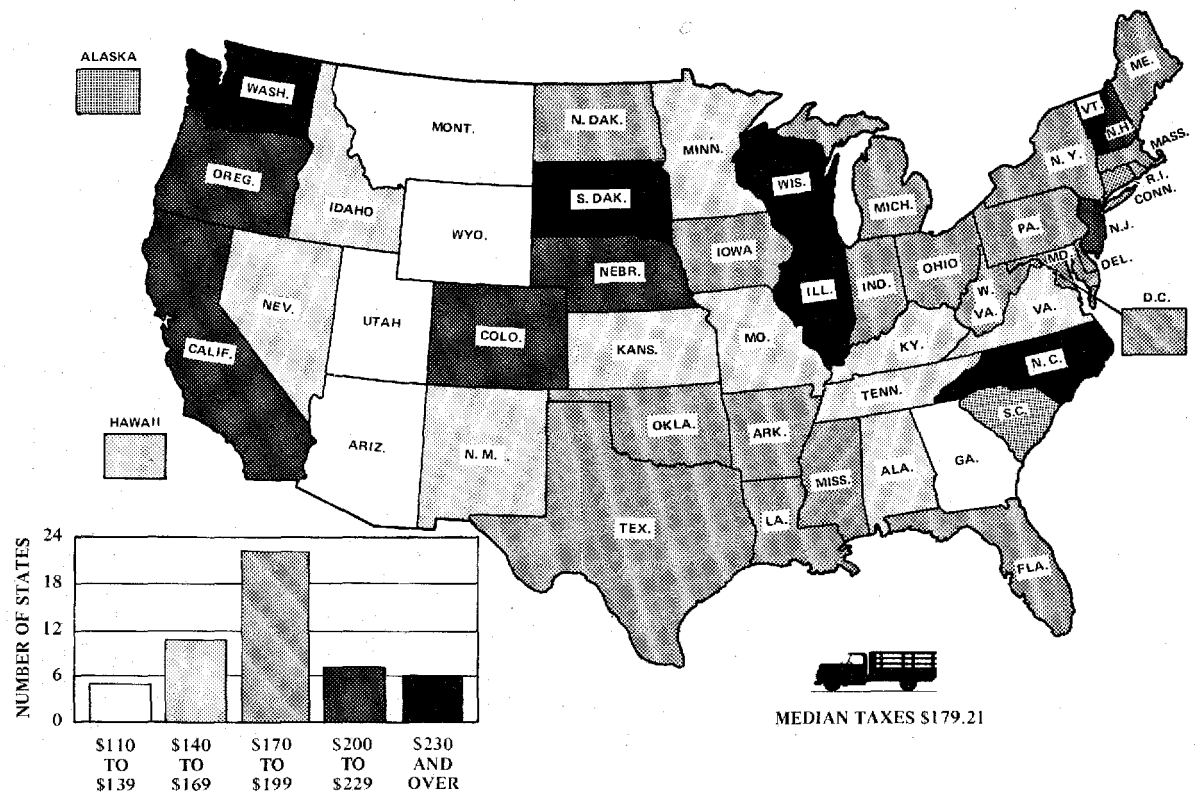 ALASKA
WASH.
MONT.
N. DAK.
MINN.
ME.
VT.
N.H.
MASS.
N. Y.
R.I.
CONN.
OREG.
IDAHO
WYO.
S. DAK.
WIS.
MICH.
IOWA
PA.
N.J.
NEBR.
ILL.
IND.
OHIO
MD.
DEL.
NEV.
UTAH
COLO.
W.
VA.
VA.
D.C.
CALIF.
KANS.
MO.
KY.
N. C.
TENN.
HAWAII
ARIZ.
N. M.
OKLA.
ARK.
S.C.
MISS.
ALA.
GA.
TEX.
LA.
FLA.
NUMBER OF STATES
24
18
12
6
0
$110 $140 $170 $200 $230
TO TO TO TO AND
$139 $169 $199 $229 OVER
MEDIAN TAXES $179.21